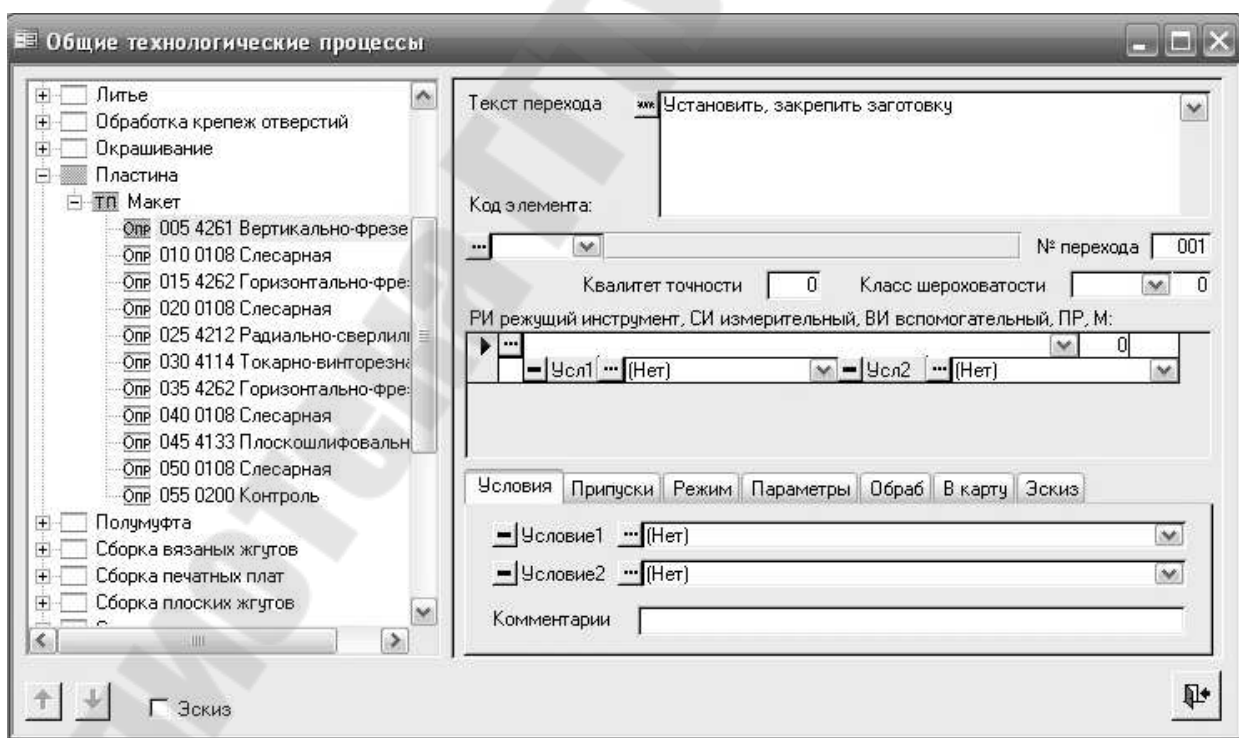 Общие технологические процессы
Литье
Обработка крепеж отверстий
Окрашивание
Пластина
ТП Макет
Опр 005 4261 Вертикально-фрезе
Опр 010 0108 Слесарная
Опр 015 4262 Горизонтально-фре
Опр 020 0108 Слесарная
Опр 025 4212 Радиально-сверлил
Опр 030 4114 Токарно-винторезна
Опр 035 4262 Горизонтально-фре
Опр 040 0108 Слесарная
Опр 045 4133 Плоскошлифовальн
Опр 050 0108 Слесарная
Опр 055 0200 Контроль
Полумуфта
Сборка вязаных жгутов
Сборка печатных плат
Сборка плоских жгутов
Эскиз
Текст перехода Установить, закрепить заготовку
Код элемента:
№ перехода 001
Квалитет точности 0 Класс шероховатости 0
РИ режущий инструмент, СИ измерительный, ВИ вспомогательный, ПР, М:
0
Усл1 (Нет) Усл2 (Нет)
Условия Припуски Режим Параметры Обраб В карту Эскиз
Условие1 (Нет)
Условие2 (Нет)
Комментарии